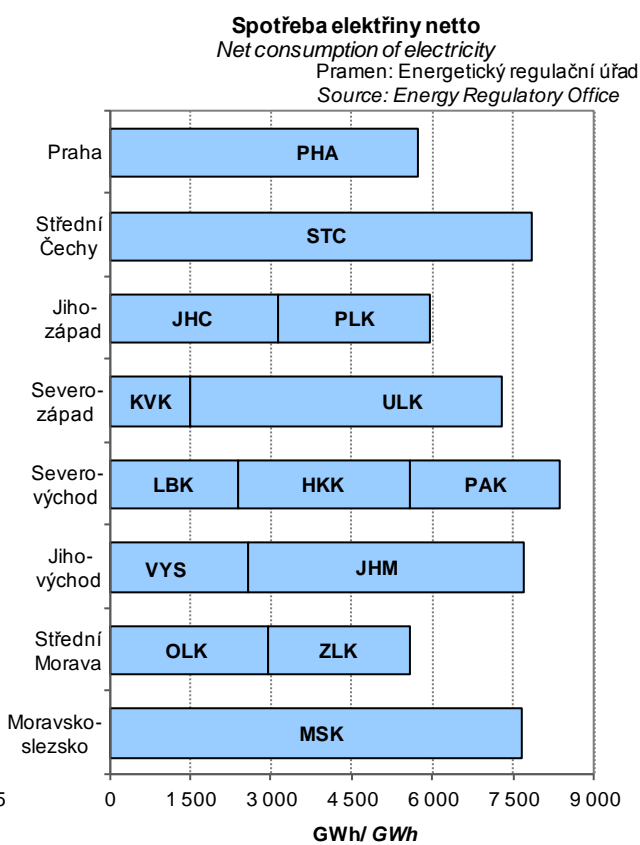 Spotřeba elektřiny netto
Net consumption of electricity
Pramen: Energetický regulační úřad
Source: Energy Regulatory Office
Praha
PHA
Střední
Čechy
STC
Jiho-
západ
JHC PLK
Severo-
západ
KVK ULK
Severo-
východ
LBK HKK PAK
Jiho-
východ
VYS JHM
Střední
Morava
OLK ZLK
Moravsko-
slezsko
MSK
5 0 1 500 3 000 4 500 6 000 7 500 9 000
GWh/ GWh